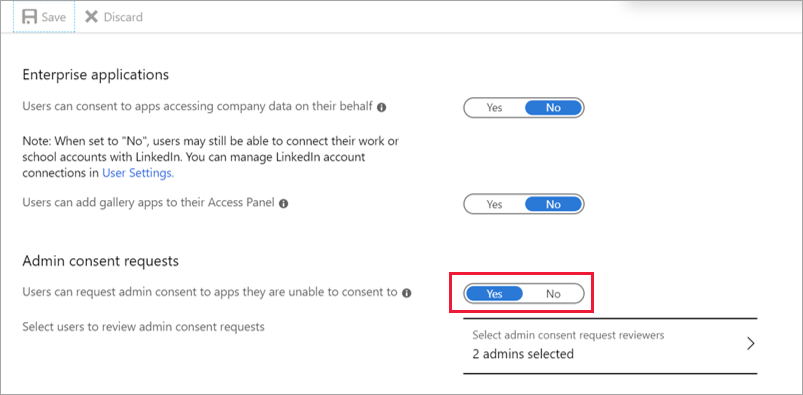 Save Discard
Enterprise applications
Users can consent to apps accessing company data on their behalf
Yes No
Note: When set to "No", users may still be able to connect their work or
school accounts with LinkedIn. You can manage LinkedIn account
connections in User Settings.
Users can add gallery apps to their Access Panel
Yes No
Admin consent requests
Users can request admin consent to apps they are unable to consent to
Yes No
Select users to review admin consent requests
Select admin consent request reviewers
2 admins selected